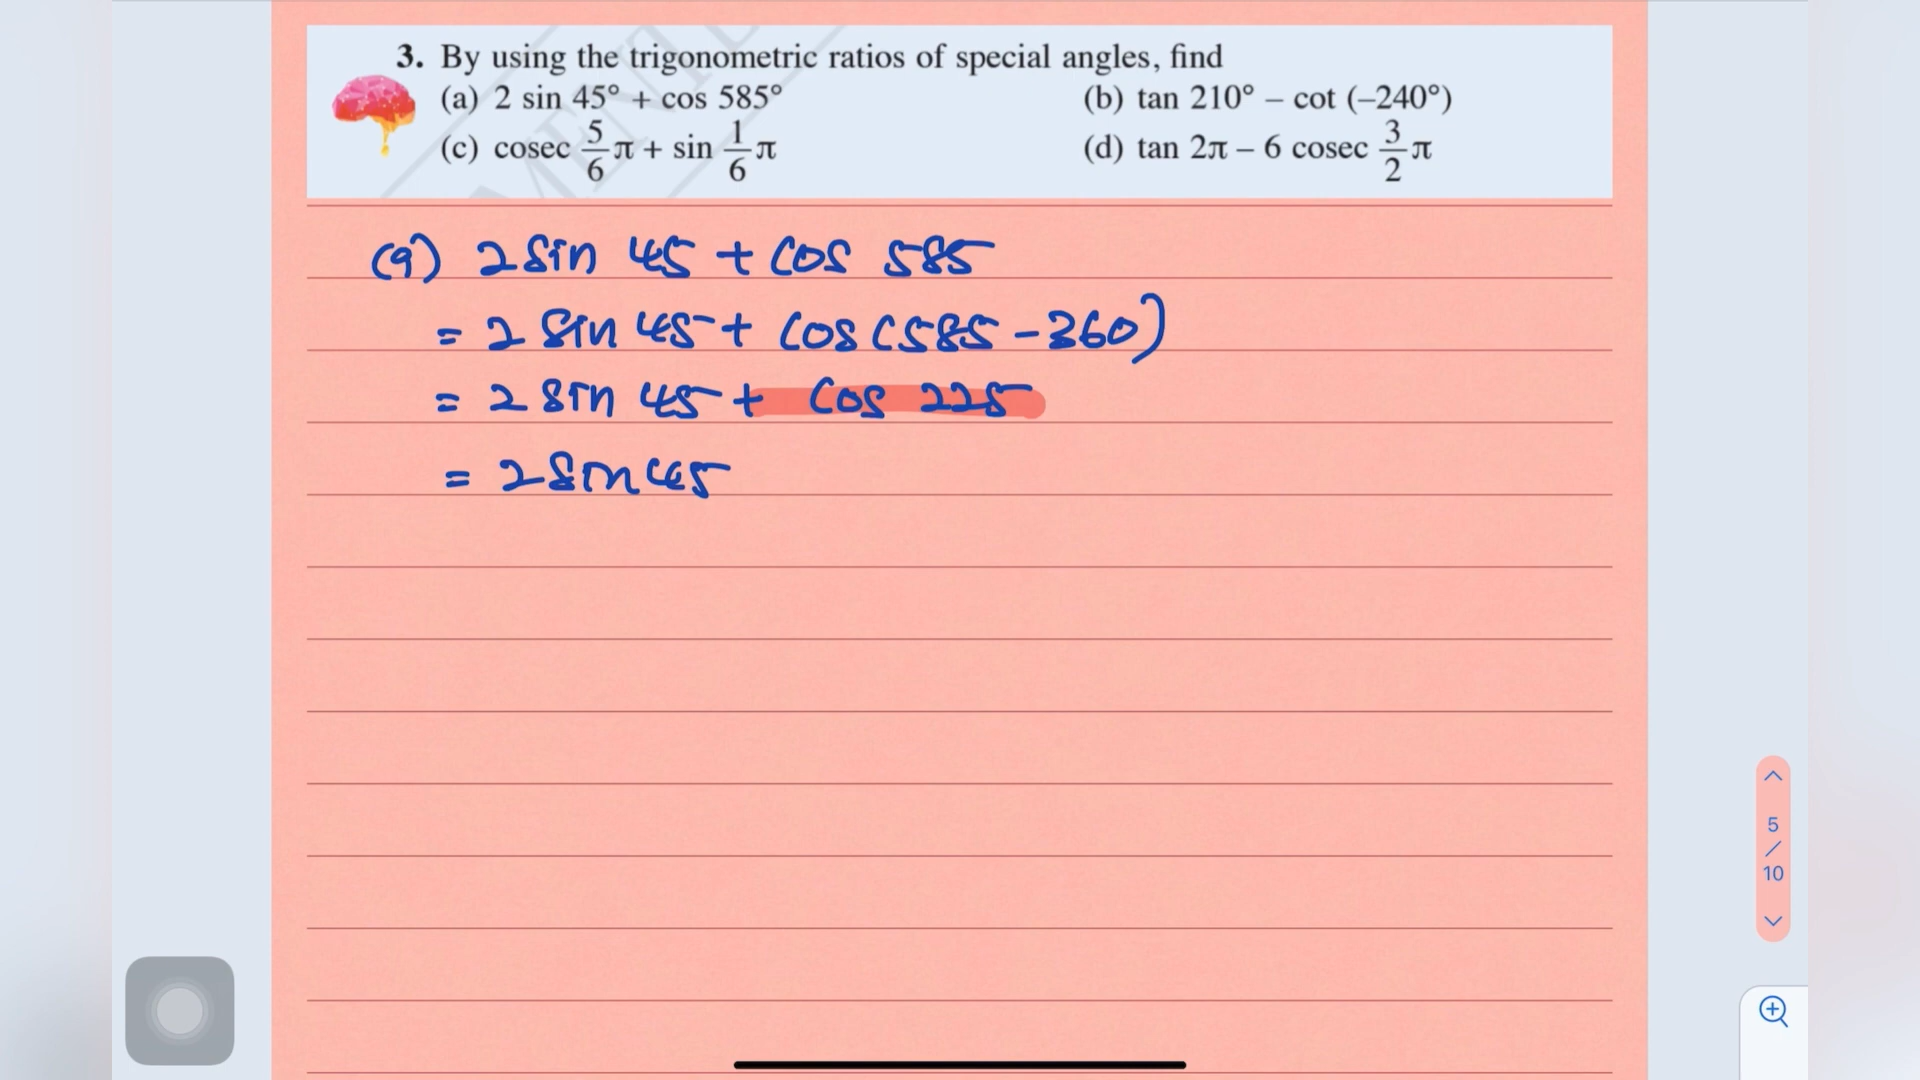 3. By using the trigonometric ratios of special angles, find
(a) 2 sin 45° + cos 585° (b) tan 210° – cot (–240°)
(c) cosec 5/6 π + sin 1/6 π (d) tan 2π – 6 cosec 3/2 π
(a) 2 sin 45 + cos 585
= 2 sin 45 + cos (585 - 360)
= 2 sin 45 + cos 225
= 2 sin 45
5
/
10